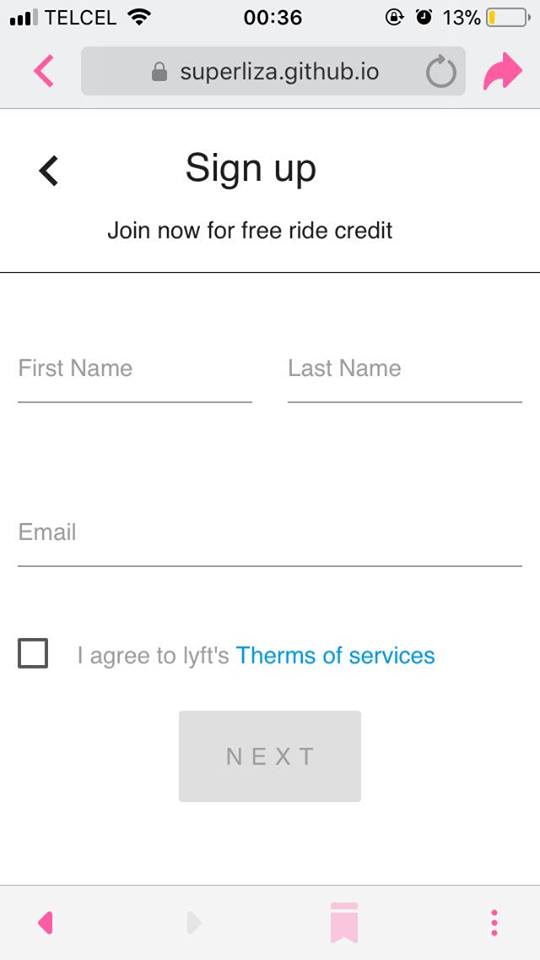 TELCEL 00:36 13%
superliza.github.io
Sign up
Join now for free ride credit
First Name Last Name
Email
I agree to lyft's Therms of services
NEXT